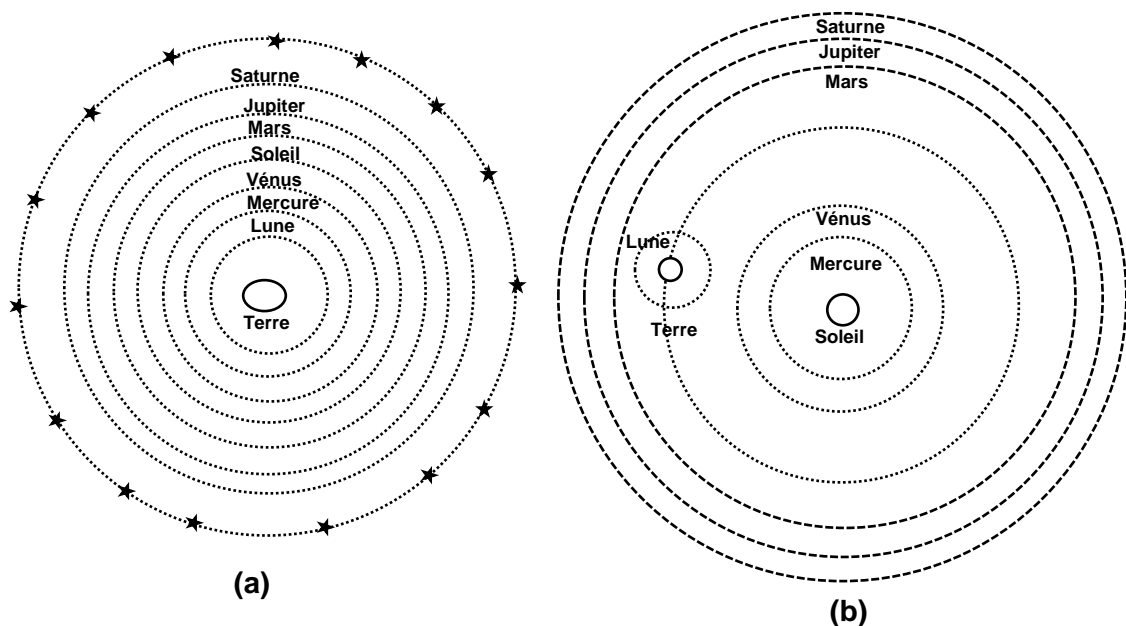 Saturne
Jupiter
Mars
Soleil
Vénus
Mercure
Lune
Terre
(a)
Saturne
Jupiter
Mars
Vénus
Lune
Mercure
Terre
Soleil
(b)